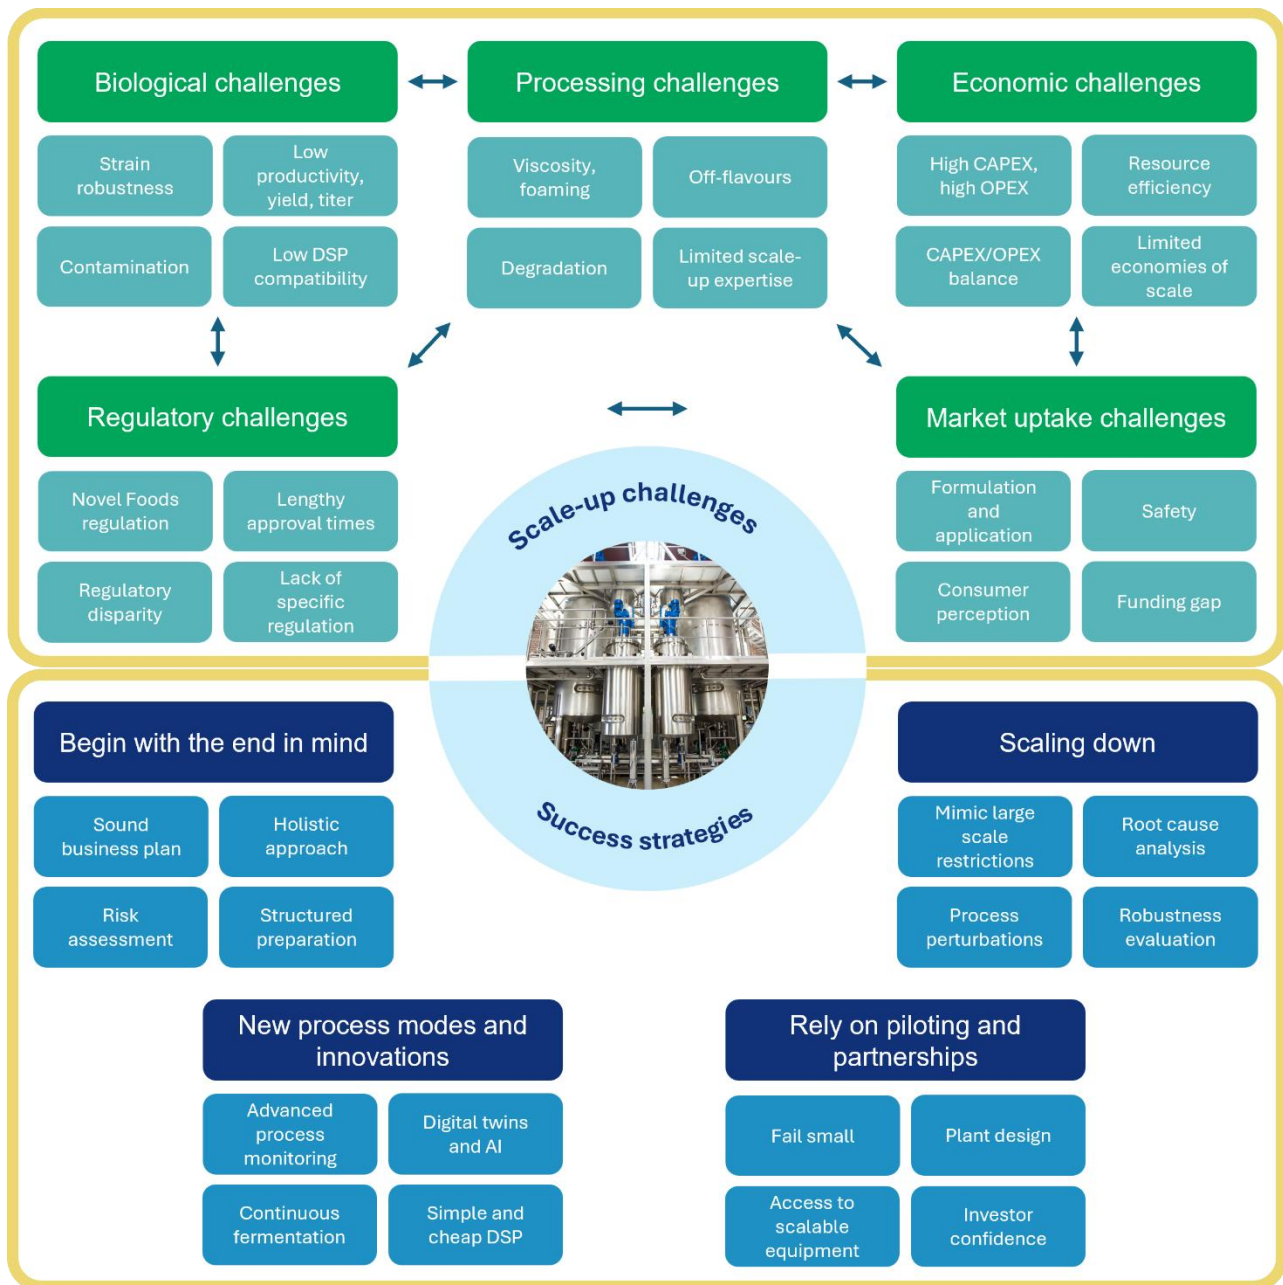 Biological challenges
Strain
robustness
Low
productivity,
yield, titer
Contamination
Low DSP
compatibility
Processing challenges
Viscosity,
foaming
Off-flavours
Degradation
Limited scale-
up expertise
Economic challenges
High CAPEX,
high OPEX
Resource
efficiency
CAPEX/OPEX
balance
Limited
economies of
scale
Regulatory challenges
Novel Foods
regulation
Lengthy
approval times
Regulatory
disparity
Lack of
specific
regulation
Scale-up challenges
Market uptake challenges
Formulation
and
application
Safety
Consumer
perception
Funding gap
Success strategies
Begin with the end in mind
Sound
business plan
Holistic
approach
Risk
assessment
Structured
preparation
Scaling down
Mimic large
scale
restrictions
Root cause
analysis
Process
perturbations
Robustness
evaluation
New process modes and
innovations
Advanced
process
monitoring
Digital twins
and AI
Continuous
fermentation
Simple and
cheap DSP
Rely on piloting and
partnerships
Fail small
Plant design
Access to
scalable
equipment
Investor
confidence